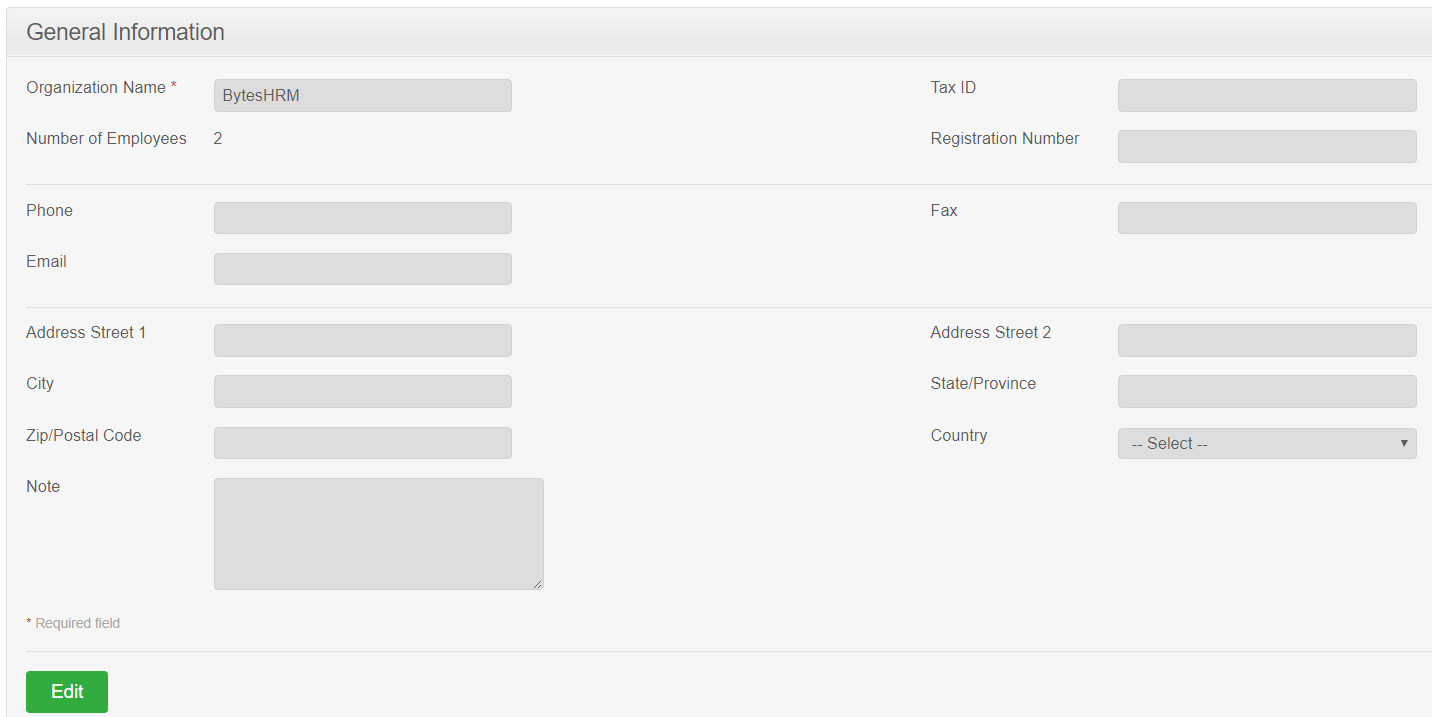 General Information
Organization Name * BytesHRM Tax ID
Number of Employees 2 Registration Number
Phone Fax
Email
Address Street 1 Address Street 2
City State/Province
Zip/Postal Code Country -- Select --
Note
* Required field
Edit